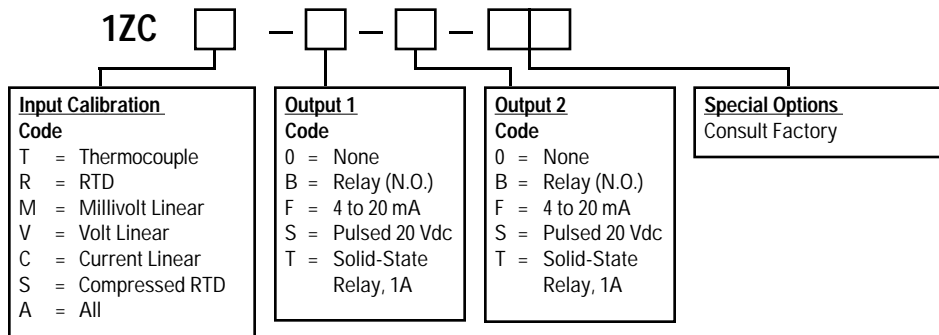 1ZC – – –
Input Calibration
Code
T = Thermocouple
R = RTD
M = Millivolt Linear
V = Volt Linear
C = Current Linear
S = Compressed RTD
A = All
Output 1
Code
0 = None
B = Relay (N.O.)
F = 4 to 20 mA
S = Pulsed 20 Vdc
T = Solid-State
Relay, 1A
Output 2
Code
0 = None
B = Relay (N.O.)
F = 4 to 20 mA
S = Pulsed 20 Vdc
T = Solid-State
Relay, 1A
Special Options
Consult Factory